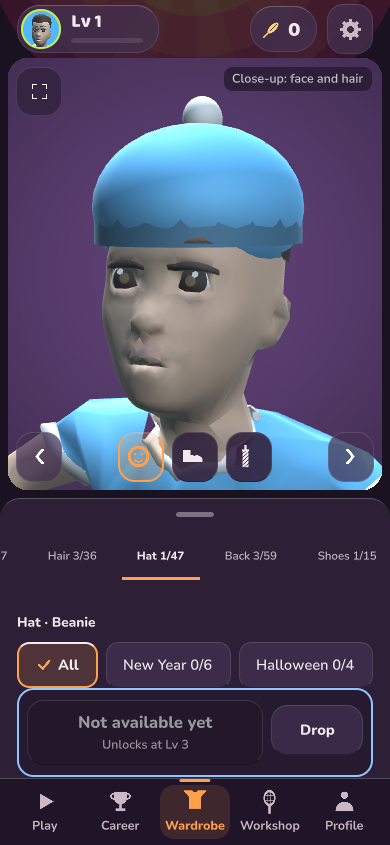 Lv 1
0
Close-up: face and hair
7
Hair 3/36
Hat 1/47
Back 3/59
Shoes 1/15
Hat · Beanie
All
New Year 0/6
Halloween 0/4
Not available yet
Unlocks at Lv 3
Drop
Play
Career
Wardrobe
Workshop
Profile